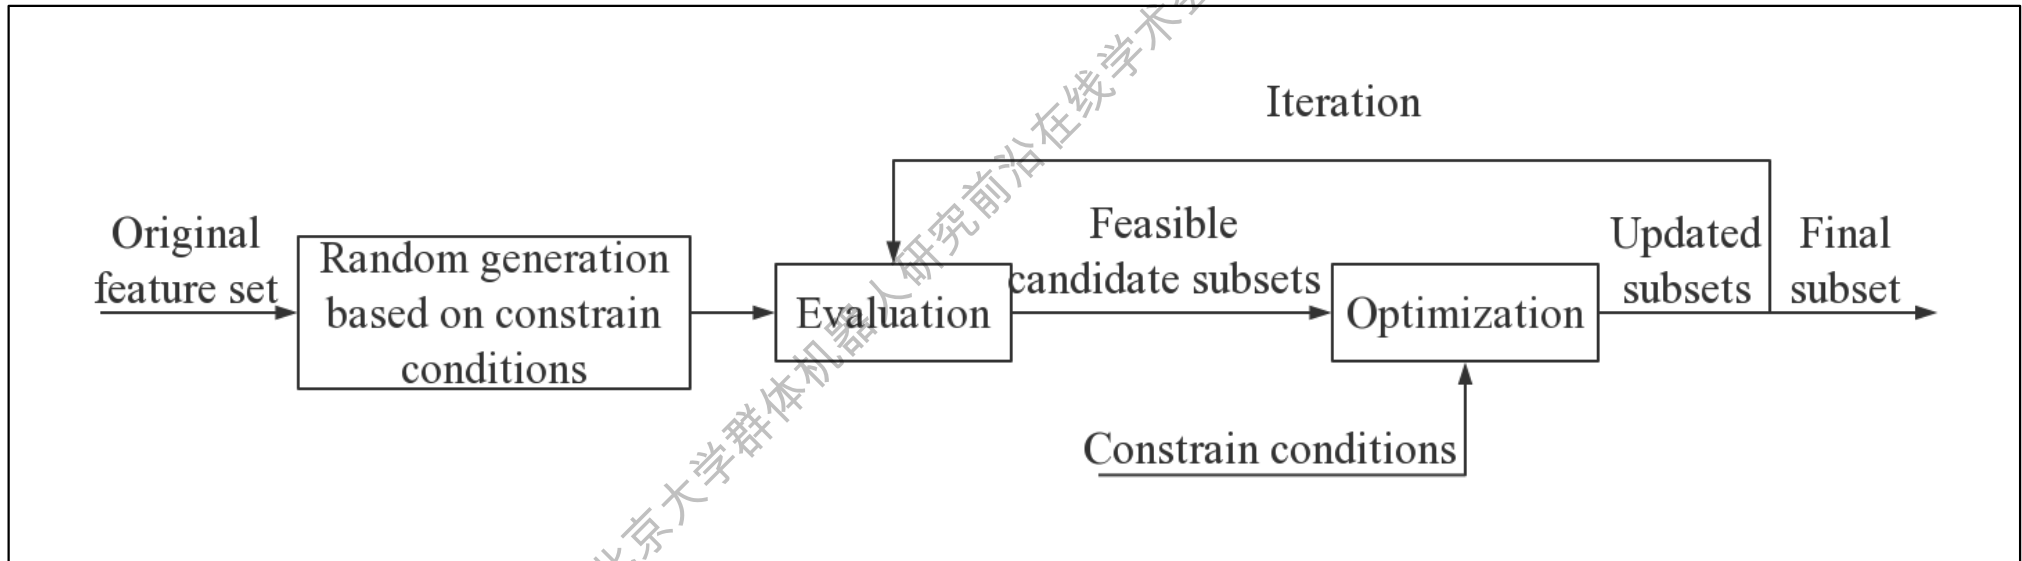 Iteration
Original
feature set
Random generation
based on constrain
conditions
Evaluation
Feasible
candidate subsets
Optimization
Updated
subsets
Final
subset
Constrain conditions
北京大学群体机器人研究前沿在线学术